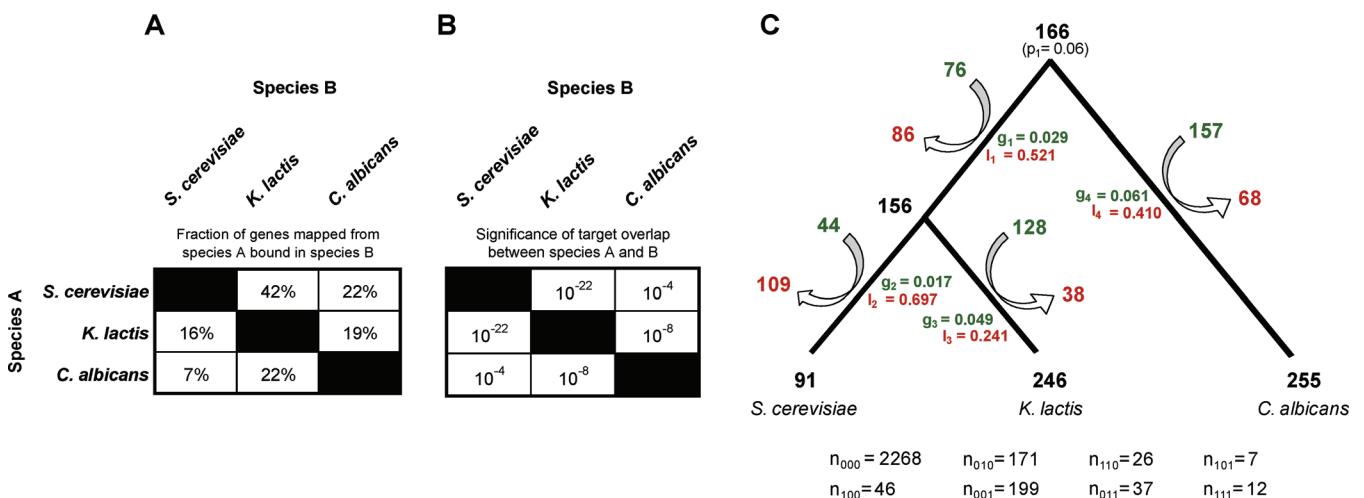 A
Species B
S. cerevisiae
K. lactis
C. albicans
Fraction of genes mapped from
species A bound in species B
Species A
S. cerevisiae 42% 22%
K. lactis 16% 19%
C. albicans 7% 22%
B
Species B
S. cerevisiae
K. lactis
C. albicans
Significance of target overlap
between species A and B
10⁻²² 10⁻⁴
10⁻²² 10⁻⁸
10⁻⁴ 10⁻⁸
C
166
(p₁= 0.06)
76
86
g₁ = 0.029
l₁ = 0.521
157
g₄ = 0.061
l₄ = 0.410
68
156
44
109
g₂ = 0.017
l₂ = 0.697
128
38
g₃ = 0.049
l₃ = 0.241
91 246 255
S. cerevisiae K. lactis C. albicans
n₀₀₀ = 2268 n₀₁₀ = 171 n₁₁₀ = 26 n₁₀₁ = 7
n₁₀₀ = 46 n₀₀₁ = 199 n₀₁₁ = 37 n₁₁₁ = 12